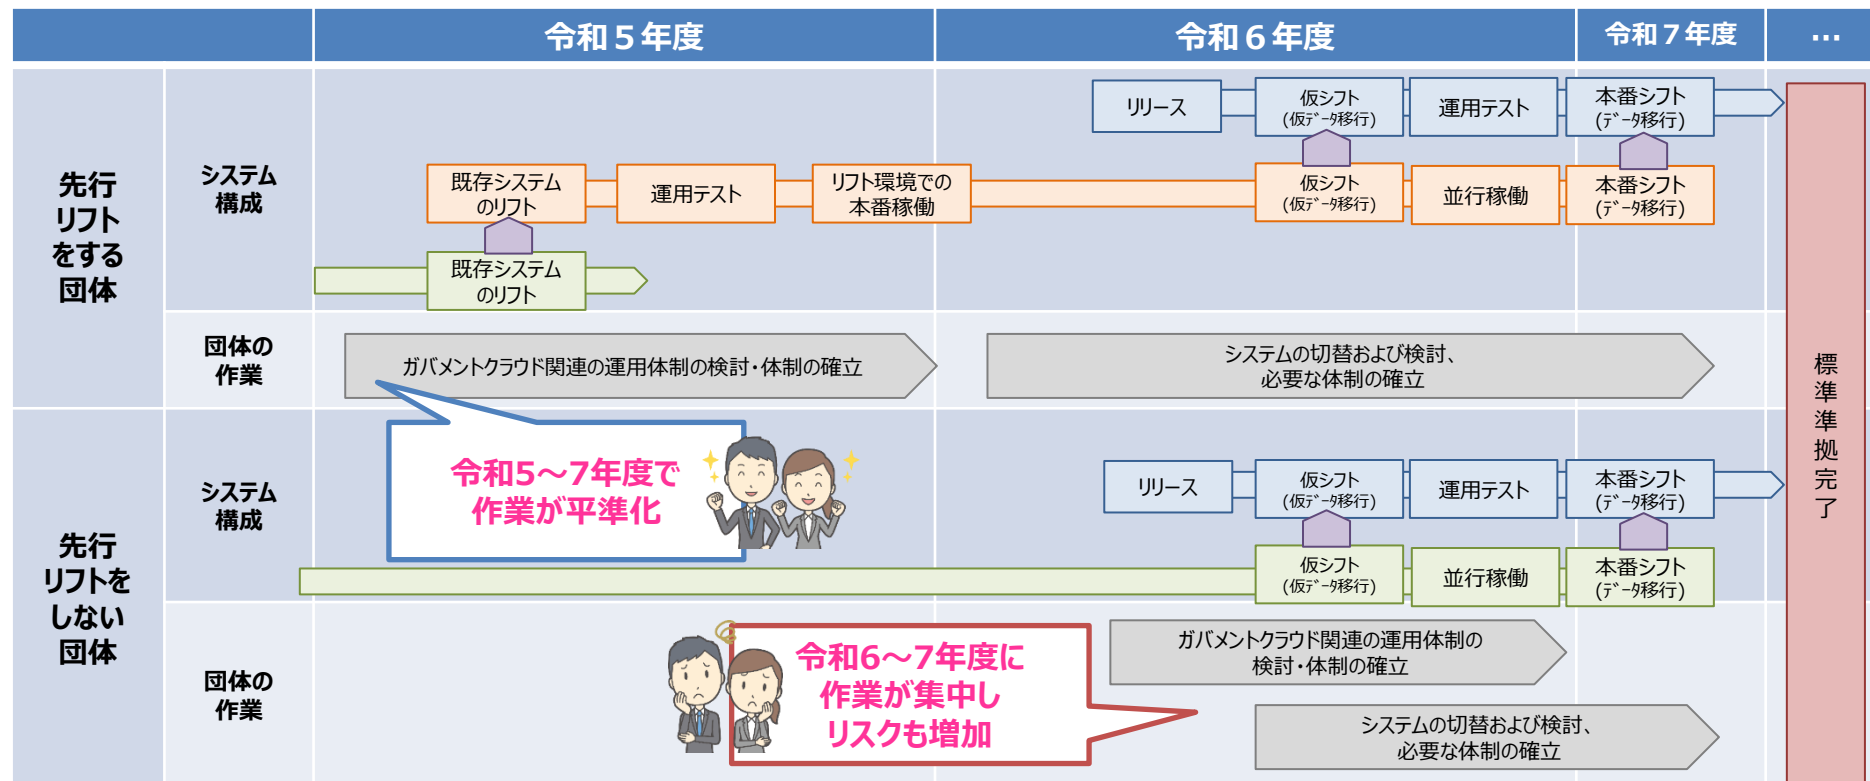 令和５年度
令和６年度
令和７年度
…
先行
リフト
をする
団体
システム
構成
リリース
仮シフト
(仮ﾃﾞｰﾀ移行)
運用テスト
本番シフト
(ﾃﾞｰﾀ移行)
既存システム
のリフト
運用テスト
リフト環境での
本番稼働
仮シフト
(仮ﾃﾞｰﾀ移行)
並行稼働
本番シフト
(ﾃﾞｰﾀ移行)
既存システム
のリフト
団体の
作業
ガバメントクラウド関連の運用体制の検討・体制の確立
システムの切替および検討、
必要な体制の確立
先行
リフトを
しない
団体
システム
構成
令和5～7年度で
作業が平準化
リリース
仮シフト
(仮ﾃﾞｰﾀ移行)
運用テスト
本番シフト
(ﾃﾞｰﾀ移行)
仮シフト
(仮ﾃﾞｰﾀ移行)
並行稼働
本番シフト
(ﾃﾞｰﾀ移行)
団体の
作業
令和6～7年度に
作業が集中し
リスクも増加
ガバメントクラウド関連の運用体制の
検討・体制の確立
システムの切替および検討、
必要な体制の確立
標準準拠完了